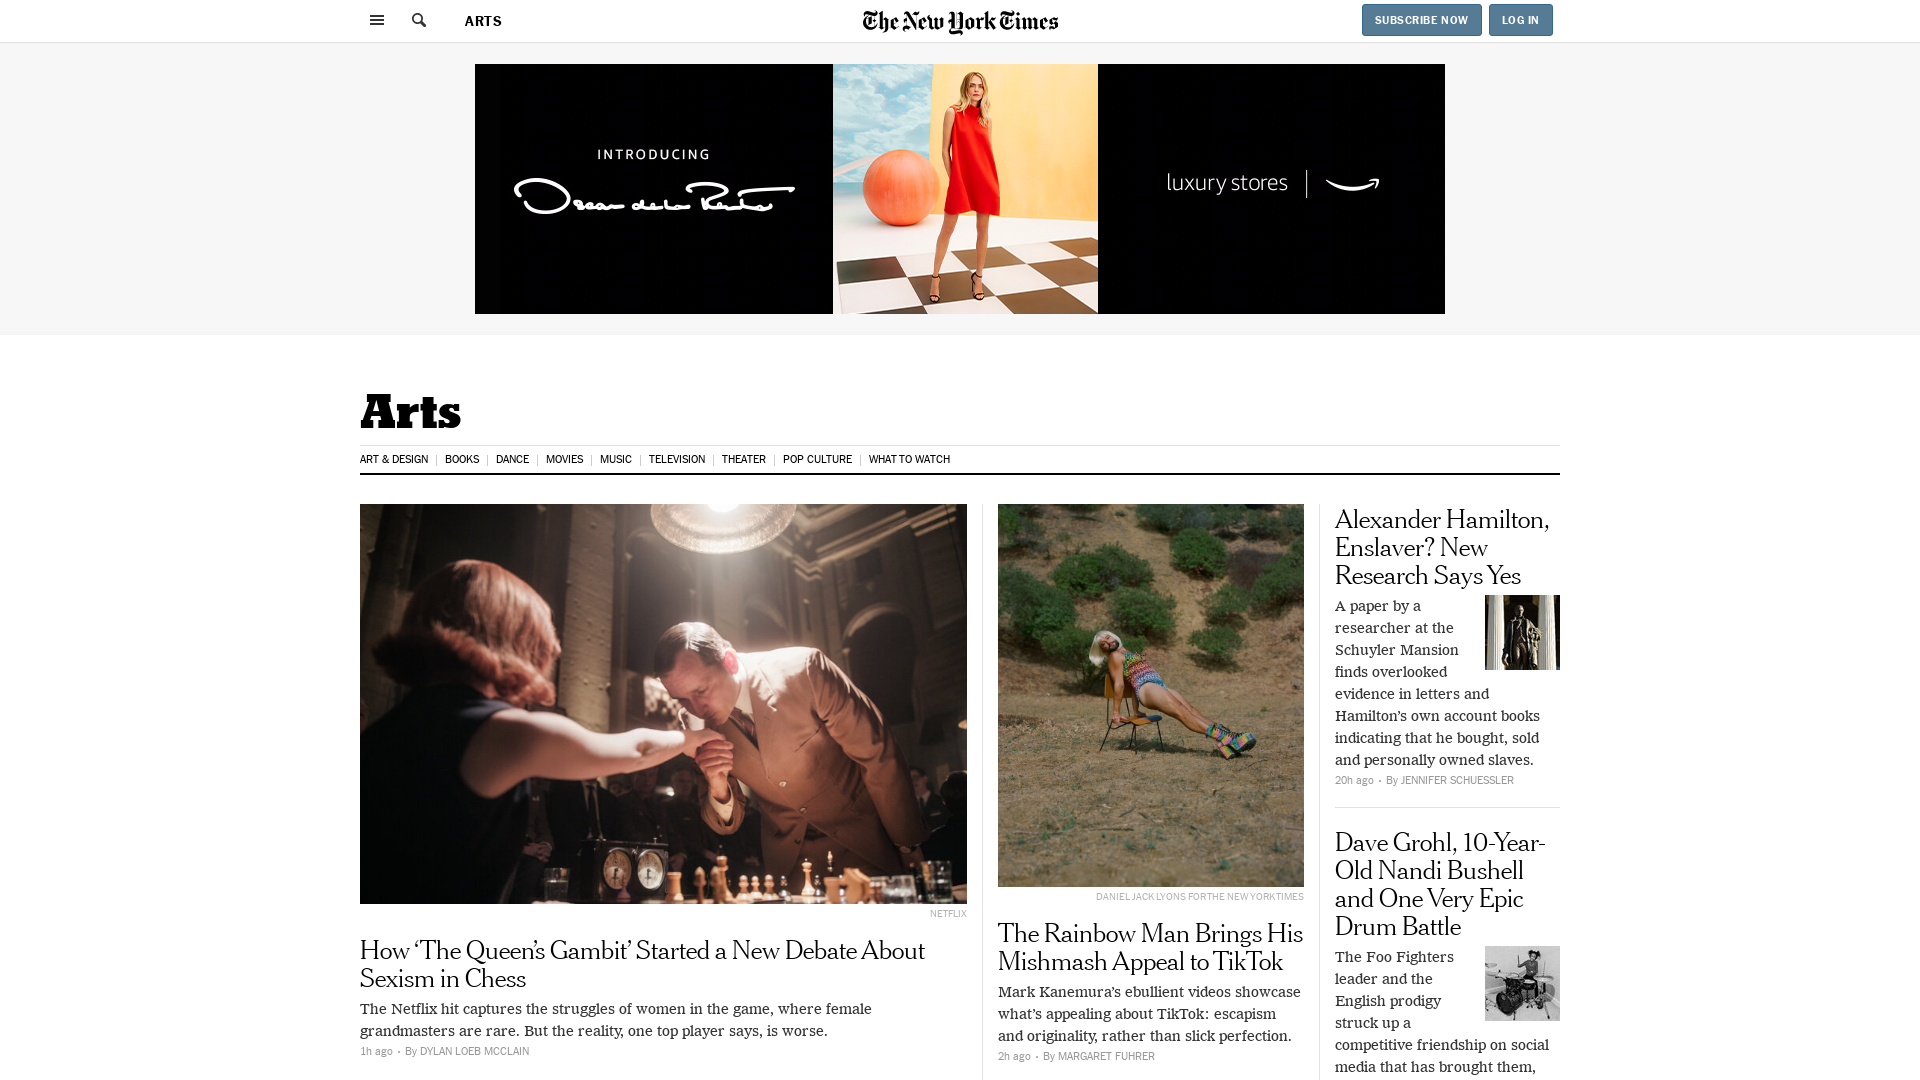 ARTS
The New York Times
SUBSCRIBE NOW
LOG IN
INTRODUCING
Oscar de la Renta
luxury stores
Arts
ART & DESIGN
BOOKS
DANCE
MOVIES
MUSIC
TELEVISION
THEATER
POP CULTURE
WHAT TO WATCH
NETFLIX
How ‘The Queen’s Gambit’ Started a New Debate About
Sexism in Chess
The Netflix hit captures the struggles of women in the game, where female
grandmasters are rare. But the reality, one top player says, is worse.
1h ago • By DYLAN LOEB MCCLAIN
DANIEL JACK LYONS FOR THE NEW YORK TIMES
The Rainbow Man Brings His
Mishmash Appeal to TikTok
Mark Kanemura’s ebullient videos showcase
what’s appealing about TikTok: escapism
and originality, rather than slick perfection.
2h ago • By MARGARET FUHRER
Alexander Hamilton,
Enslaver? New
Research Says Yes
A paper by a
researcher at the
Schuyler Mansion
finds overlooked
evidence in letters and
Hamilton’s own account books
indicating that he bought, sold
and personally owned slaves.
20h ago • By JENNIFER SCHUESSLER
Dave Grohl, 10-Year-
Old Nandi Bushell
and One Very Epic
Drum Battle
The Foo Fighters
leader and the
English prodigy
struck up a
competitive friendship on social
media that has brought them,